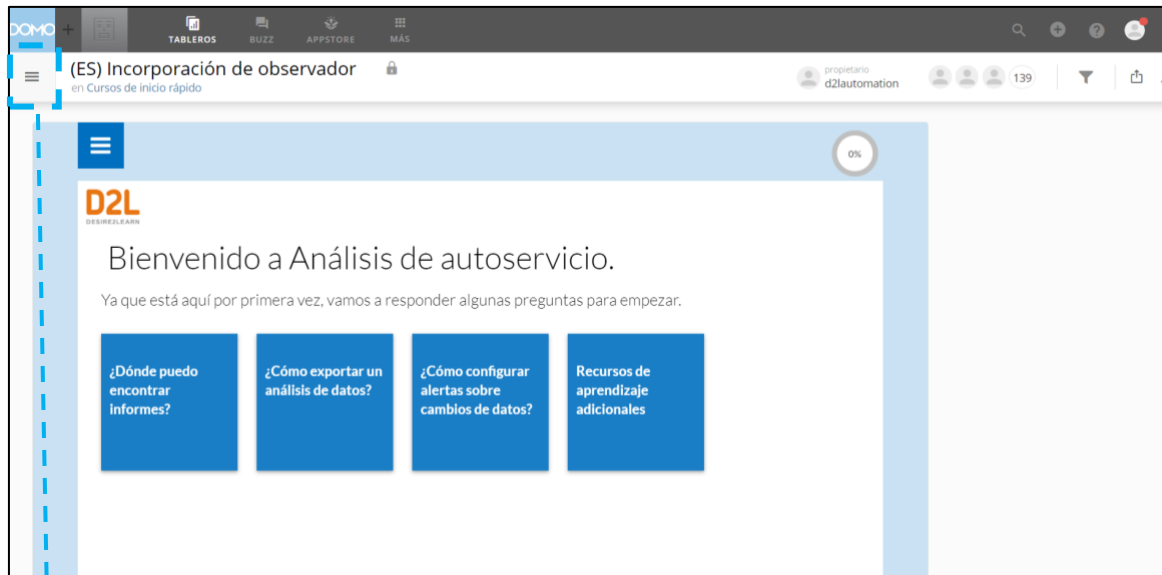 DOMO
TABLEROS
BUZZ
APPSTORE
MÁS
(ES) Incorporación de observador
en Cursos de inicio rápido
propietario
d2lautomation
139
0%
D2L
DESIRE2LEARN
Bienvenido a Análisis de autoservicio.
Ya que está aquí por primera vez, vamos a responder algunas preguntas para empezar.
¿Dónde puedo
encontrar
informes?
¿Cómo exportar un
análisis de datos?
¿Cómo configurar
alertas sobre
cambios de datos?
Recursos de
aprendizaje
adicionales